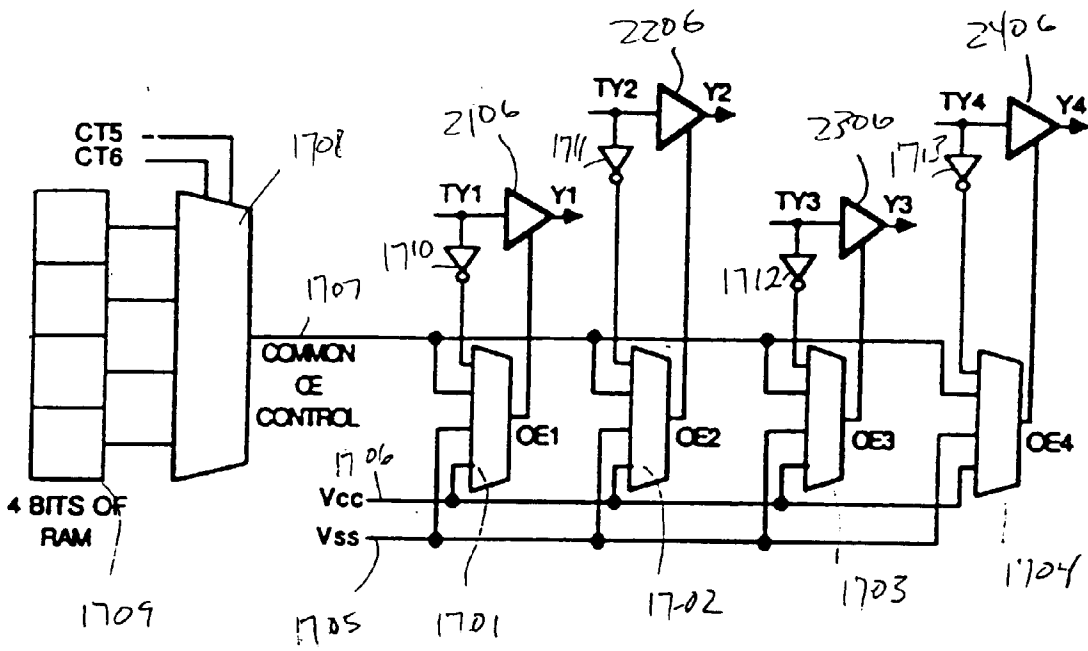 2206
2406
TY2
Y2
TY4
Y4
2106
2306
CT5
CT6
1708
1711
1713
TY1
Y1
TY3
Y3
1710
1712
1707
COMMON
OE
CONTROL
OE1
OE2
OE3
OE4
1706
Vcc
4 BITS OF
RAM
Vss
1709
1705
1701
1702
1703
1704